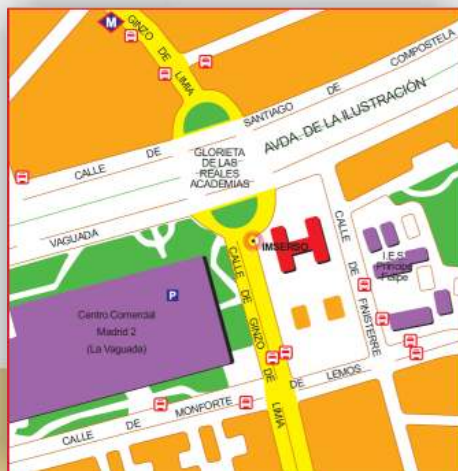 M
GINZO DE LIMIA
CALLE DE SANTIAGO DE COMPOSTELA
AVDA. DE LA ILUSTRACIÓN
GLORIETA
DE LAS
REALES
ACADEMIAS
VAGUADA
IMSERSO
CALLE DE FINISTERRE
I.E.S.
Príncipe
Felipe
P
Centro Comercial
Madrid 2
(La Vaguada)
CALLE DE GINZO DE LIMIA
CALLE DE MONFORTE DE LEMOS